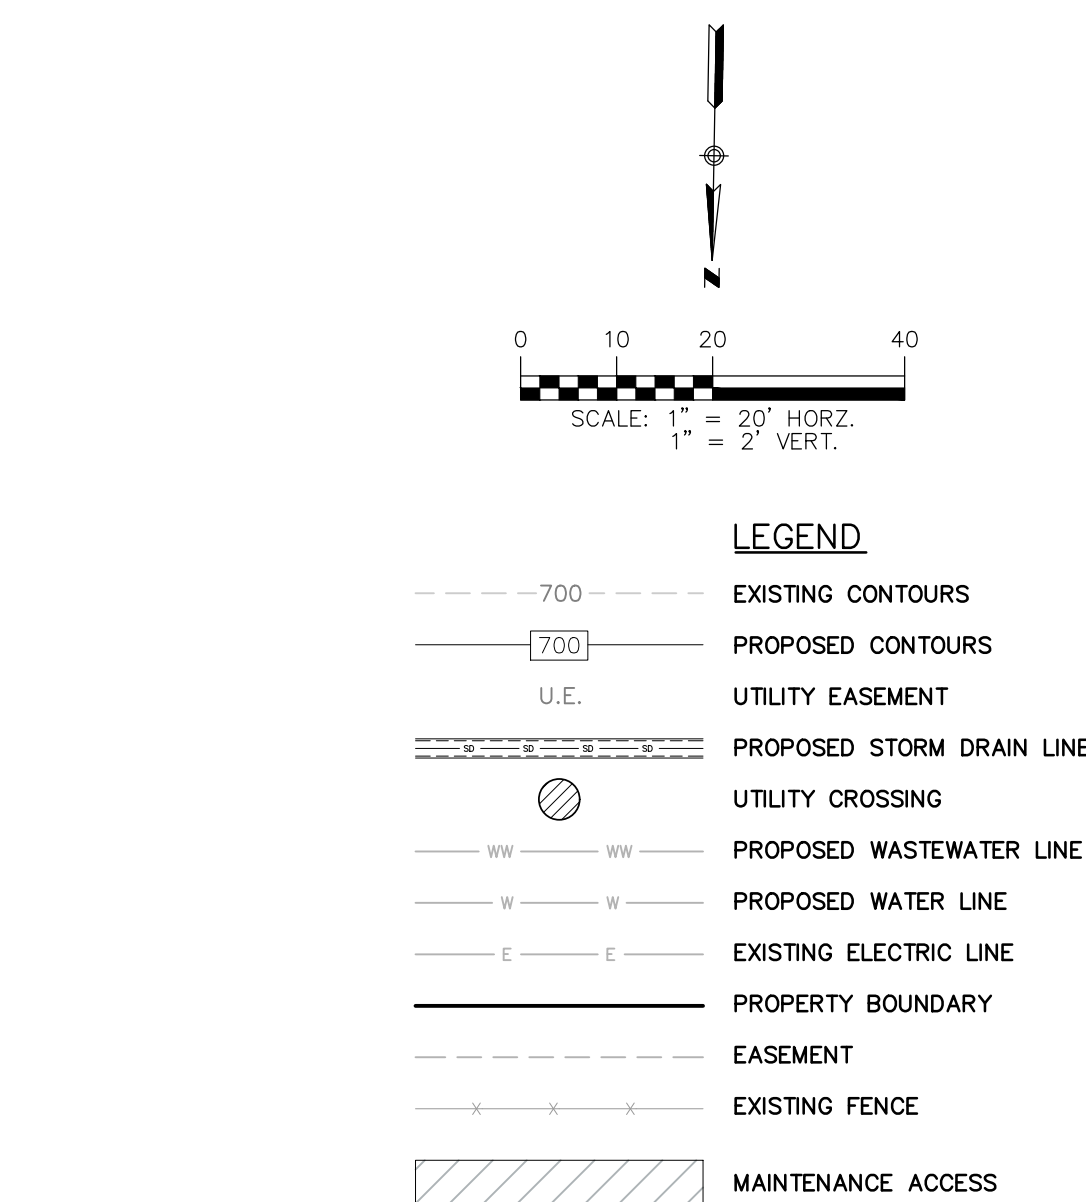 N
0 10 20 40
SCALE: 1" = 20' HORZ.
1" = 2' VERT.
LEGEND
700 EXISTING CONTOURS
700 PROPOSED CONTOURS
U.E. UTILITY EASEMENT
SD SD SD SD PROPOSED STORM DRAIN LINE
UTILITY CROSSING
WW WW PROPOSED WASTEWATER LINE
W W PROPOSED WATER LINE
E E EXISTING ELECTRIC LINE
PROPERTY BOUNDARY
EASEMENT
X X X EXISTING FENCE
MAINTENANCE ACCESS